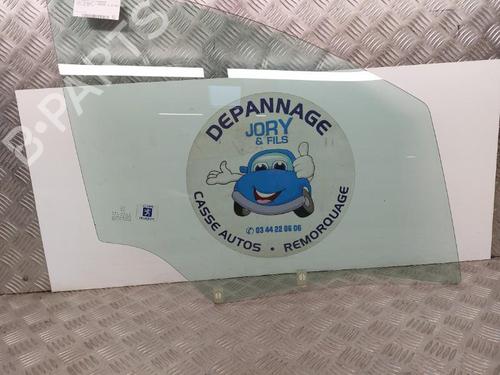 B-PARTS
DEPANNAGE
JORY
& FILS
CASSE AUTOS • REMORQUAGE
✆ 03 44 22 06 06